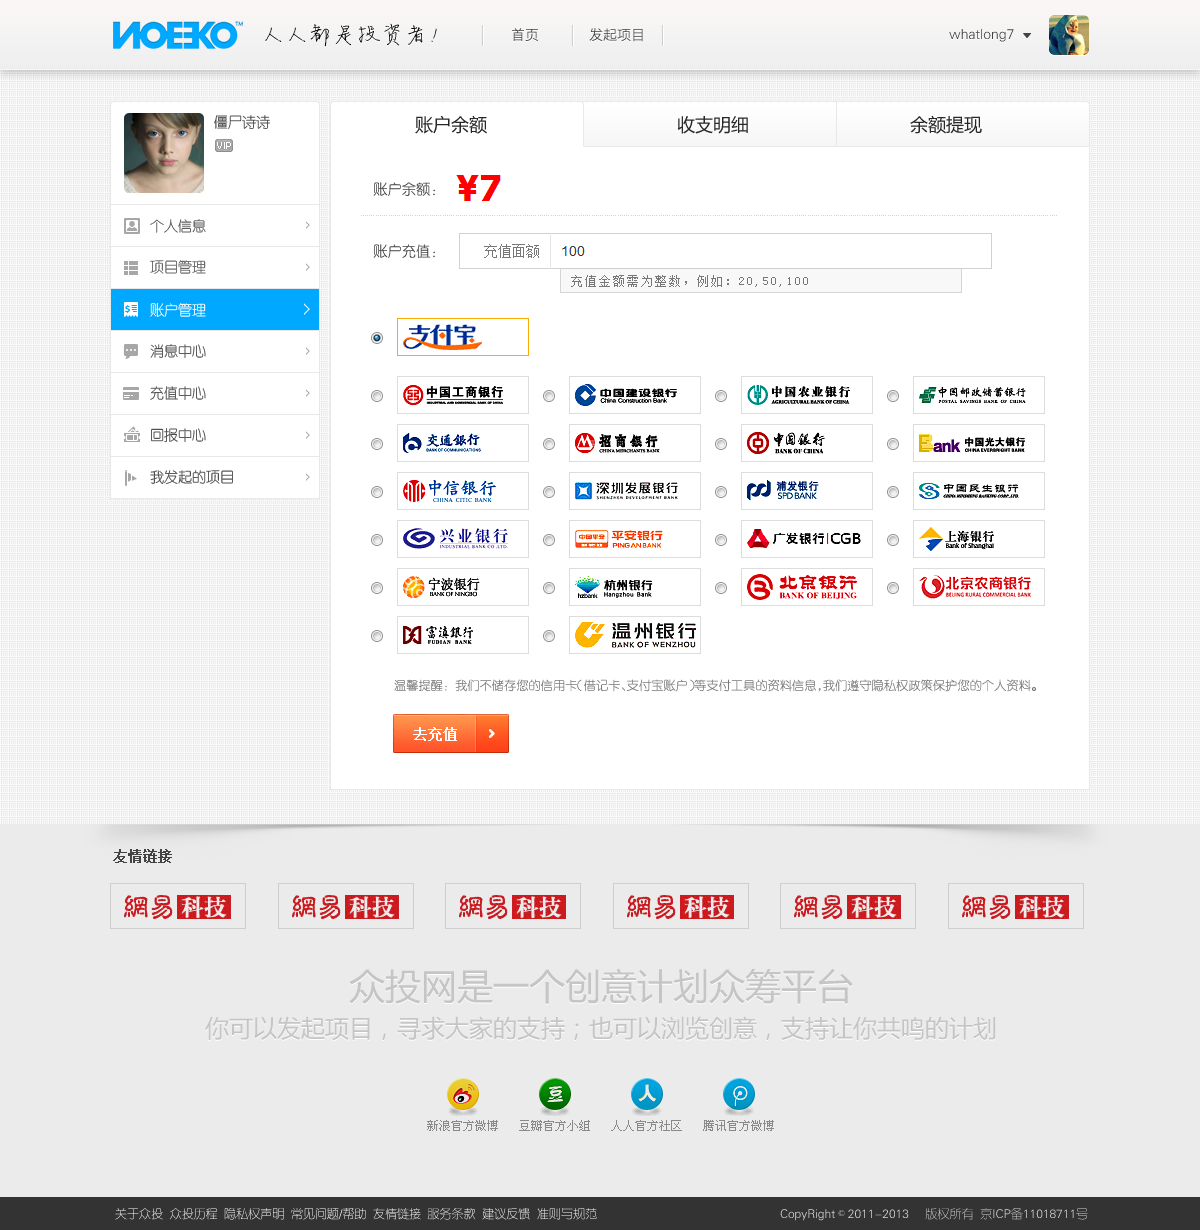 ИOEKO™ 人人都是投资者! 首页 发起项目 whatlong7
僵尸诗诗
VIP
个人信息
项目管理
账户管理
消息中心
充值中心
回报中心
我发起的项目
账户余额 收支明细 余额提现
账户余额： ¥7
账户充值： 充值面额 100
充值金额需为整数，例如：20,50,100
支付宝
中国工商银行 INDUSTRIAL AND COMMERCIAL BANK OF CHINA 中国建设银行 China Construction Bank 中国农业银行 AGRICULTURAL BANK OF CHINA 中国邮政储蓄银行 POSTAL SAVINGS BANK OF CHINA
交通银行 BANK OF COMMUNICATIONS 招商银行 CHINA MERCHANTS BANK 中国银行 BANK OF CHINA Bank 中国光大银行 CHINA EVERBRIGHT BANK
中信银行 CHINA CITIC BANK 深圳发展银行 SHENZHEN DEVELOPMENT BANK 浦发银行 SPD BANK 中国民生银行 CHINA MINSHENG BANKING CORP.,LTD.
兴业银行 INDUSTRIAL BANK CO.,LTD. 中国平安 平安银行 PING AN BANK 广发银行|CGB 上海银行 Bank of Shanghai
宁波银行 BANK OF NINGBO hzbank 杭州银行 Hangzhou Bank 北京银行 BANK OF BEIJING 北京农商银行 BEIJING RURAL COMMERCIAL BANK
富滇银行 FUDIAN BANK 温州银行 BANK OF WENZHOU
温馨提醒：我们不储存您的信用卡(借记卡、支付宝账户)等支付工具的资料信息,我们遵守隐私权政策保护您的个人资料。
去充值
友情链接
網易科技 網易科技 網易科技 網易科技 網易科技 網易科技
众投网是一个创意计划众筹平台
你可以发起项目，寻求大家的支持；也可以浏览创意，支持让你共鸣的计划
豆 人
新浪官方微博 豆瓣官方小组 人人官方社区 腾讯官方微博
关于众投 众投历程 隐私权声明 常见问题/帮助 友情链接 服务条款 建议反馈 准则与规范 CopyRight © 2011-2013 版权所有 京ICP备11018711号